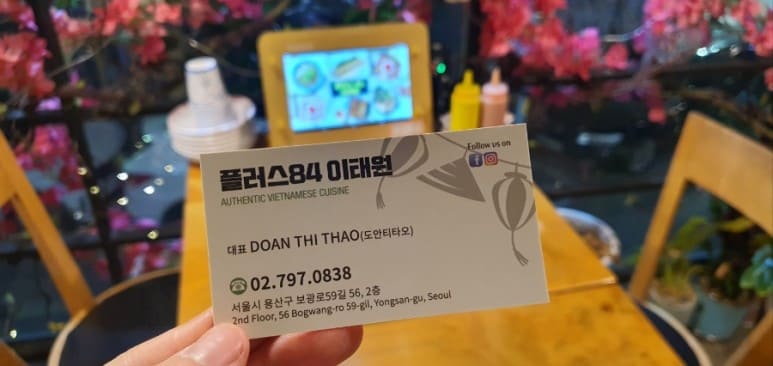 Follow us on
플러스84 이태원
AUTHENTIC VIETNAMESE CUISINE
대표 DOAN THI THAO(도안티타오)
02.797.0838
서울시 용산구 보광로59길 56, 2층
2nd Floor, 56 Bogwang-ro 59-gil, Yongsan-gu, Seoul